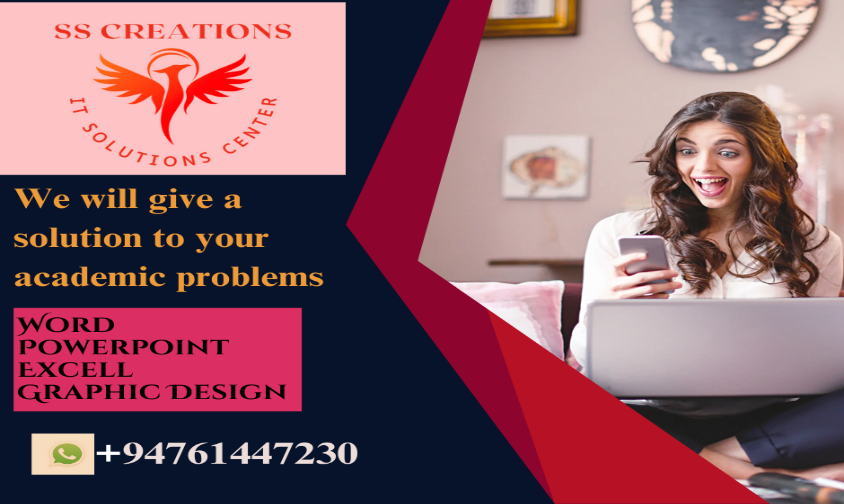 SS CREATIONS
IT SOLUTIONS CENTER
We will give a
solution to your
academic problems
Word
Powerpoint
Excell
Graphic Design
+94761447230